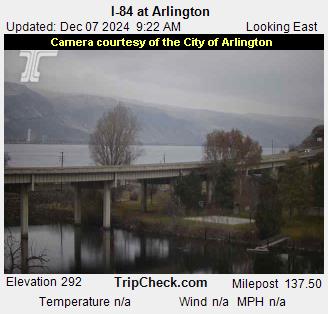 I-84 at Arlington
Updated: Dec 07 2024 9:22 AM Looking East
Camera courtesy of the City of Arlington
Elevation 292 TripCheck.com Milepost 137.50
Temperature n/a Wind n/a MPH n/a